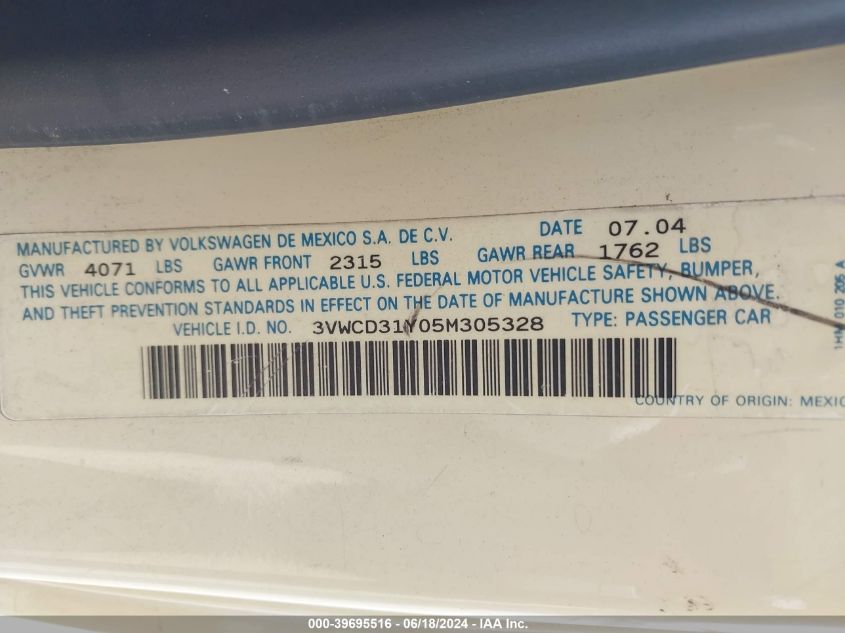 MANUFACTURED BY VOLKSWAGEN DE MEXICO S.A. DE C.V. DATE 07.04
GVWR 4071 LBS GAWR FRONT 2315 LBS GAWR REAR 1762 LBS
THIS VEHICLE CONFORMS TO ALL APPLICABLE U.S. FEDERAL MOTOR VEHICLE SAFETY, BUMPER,
AND THEFT PREVENTION STANDARDS IN EFFECT ON THE DATE OF MANUFACTURE SHOWN ABOVE.
VEHICLE I.D. NO. 3VWCD31Y05M305328 TYPE: PASSENGER CAR
COUNTRY OF ORIGIN: MEXIC
1HM 010 205 A
000-39695516 - 06/18/2024 - IAA Inc.